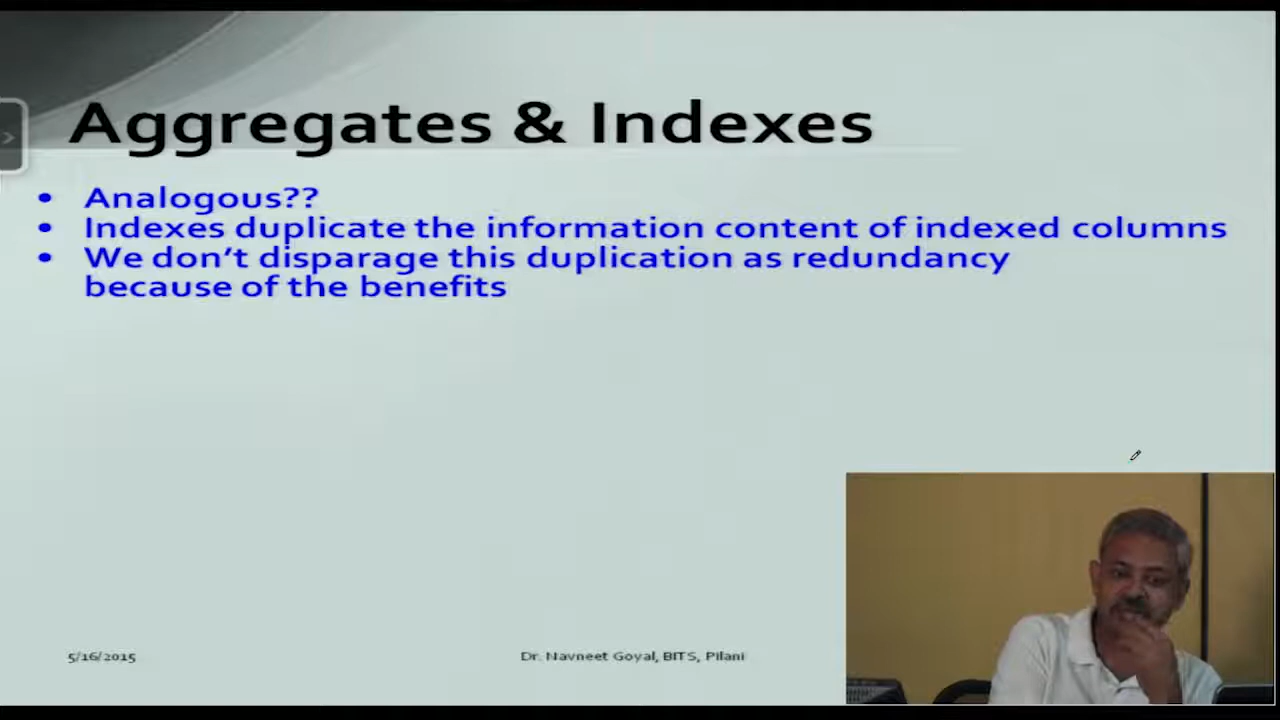 Aggregates & Indexes
• Analogous??
• Indexes duplicate the information content of indexed columns
• We don't disparage this duplication as redundancy
because of the benefits
5/16/2015
Dr. Navneet Goyal, BITS, Pilani